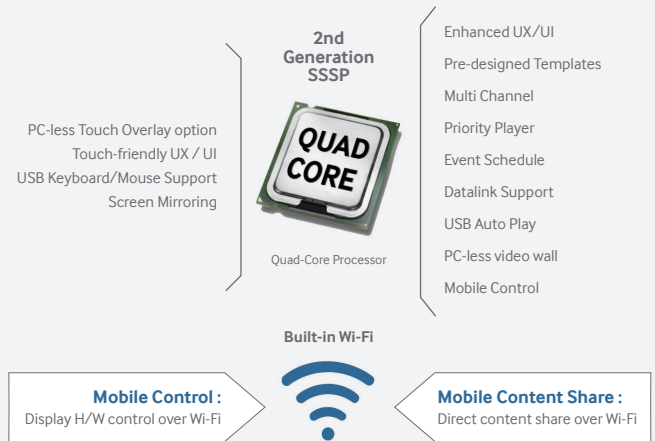 2nd
Generation
SSSP
PC-less Touch Overlay option
Touch-friendly UX / UI
USB Keyboard/Mouse Support
Screen Mirroring
QUAD
CORE
Quad-Core Processor
Enhanced UX/UI
Pre-designed Templates
Multi Channel
Priority Player
Event Schedule
Datalink Support
USB Auto Play
PC-less video wall
Mobile Control
Built-in Wi-Fi
Mobile Control :
Display H/W control over Wi-Fi
Mobile Content Share :
Direct content share over Wi-Fi